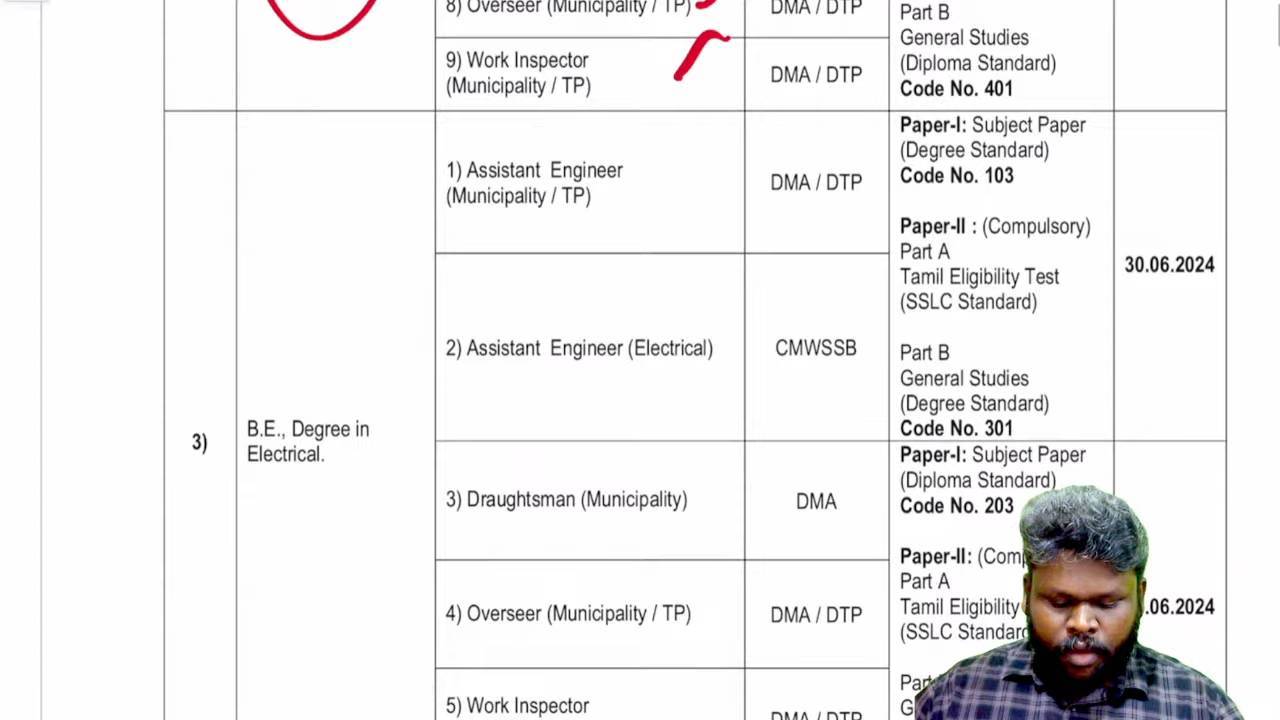 8) Overseer (Municipality / TP)
DMA / DTP
Part B
General Studies
(Diploma Standard)
Code No. 401
9) Work Inspector
(Municipality / TP)
DMA / DTP
3)
B.E., Degree in
Electrical.
1) Assistant Engineer
(Municipality / TP)
DMA / DTP
Paper-I: Subject Paper
(Degree Standard)
Code No. 103
Paper-II : (Compulsory)
Part A
Tamil Eligibility Test
(SSLC Standard)
Part B
General Studies
(Degree Standard)
Code No. 301
30.06.2024
2) Assistant Engineer (Electrical)
CMWSSB
3) Draughtsman (Municipality)
DMA
Paper-I: Subject Paper
(Diploma Standard)
Code No. 203
Paper-II:
Part A
Tamil Eligibility
(SSLC
.06.2024
4) Overseer (Municipality / TP)
DMA / DTP
5) Work Inspector
DMA / DTP